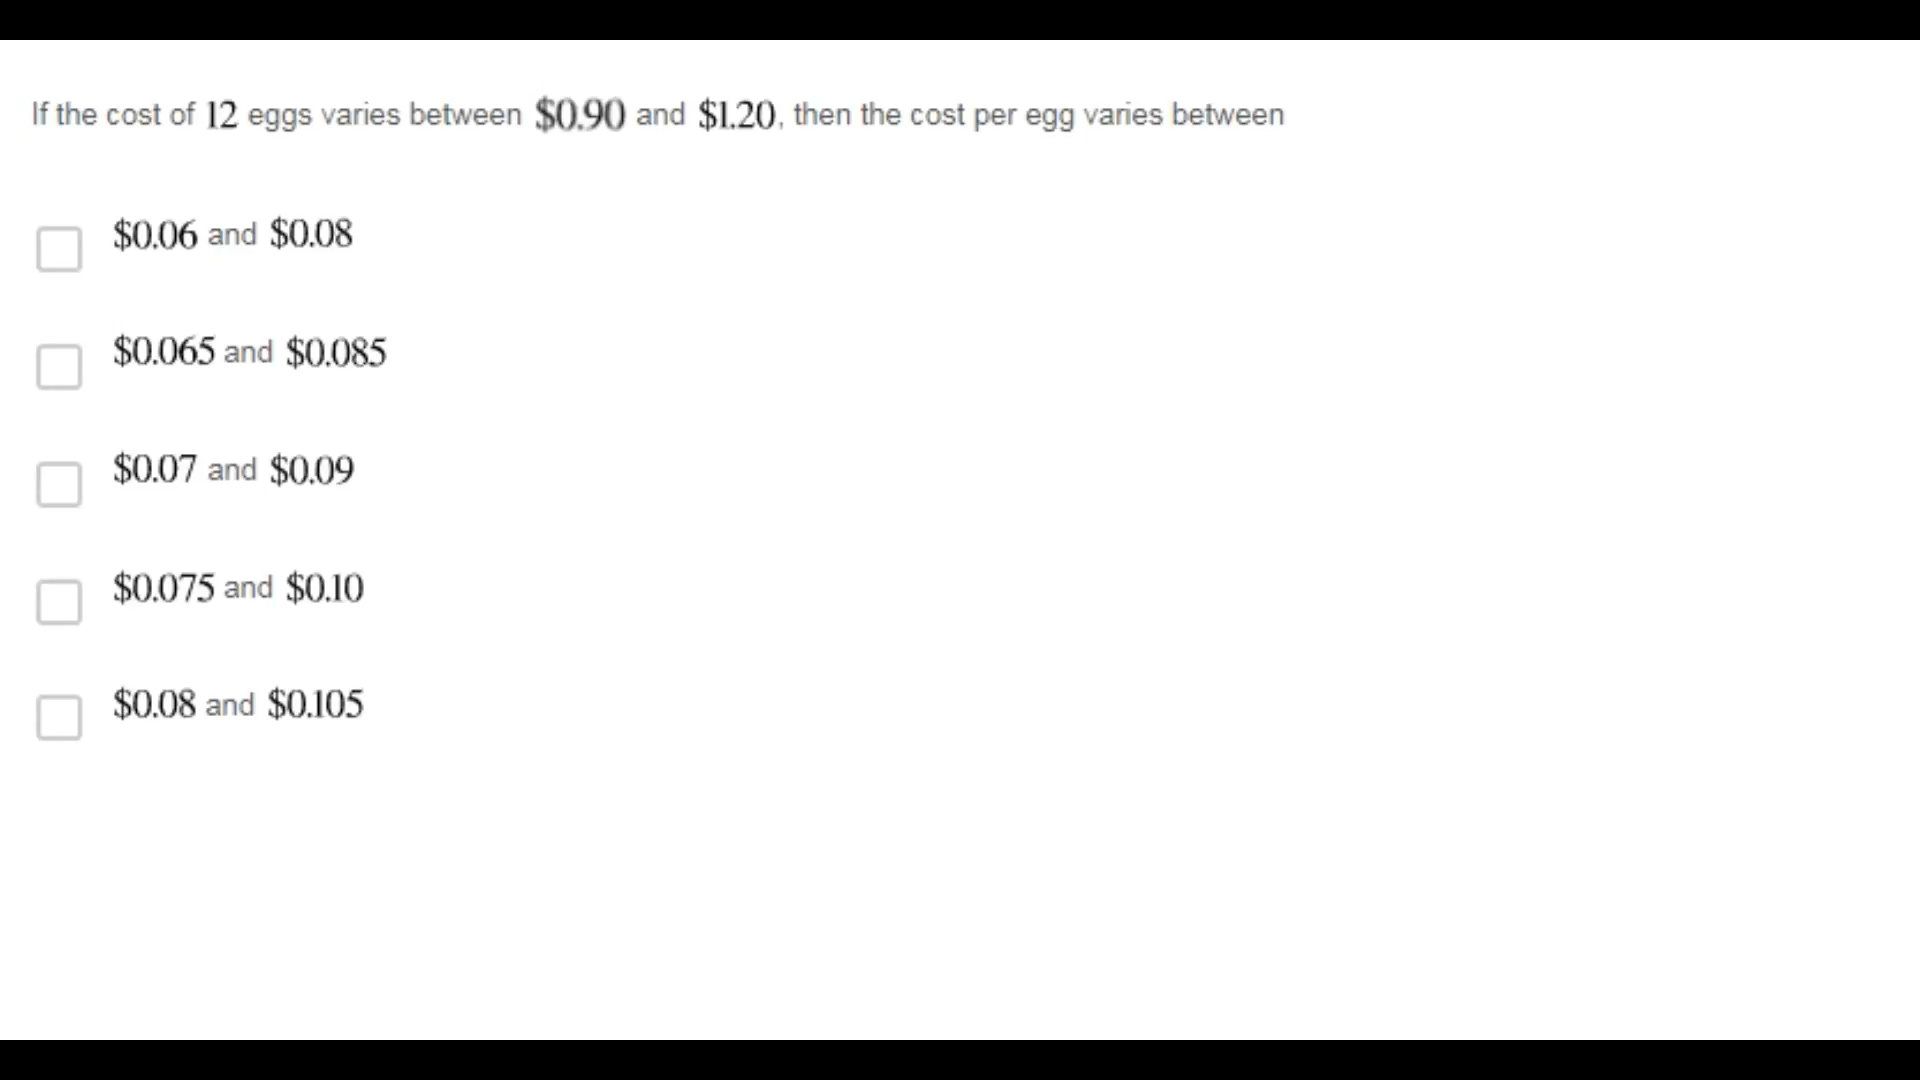 If the cost of 12 eggs varies between $0.90 and $1.20, then the cost per egg varies between
$0.06 and $0.08
$0.065 and $0.085
$0.07 and $0.09
$0.075 and $0.10
$0.08 and $0.105